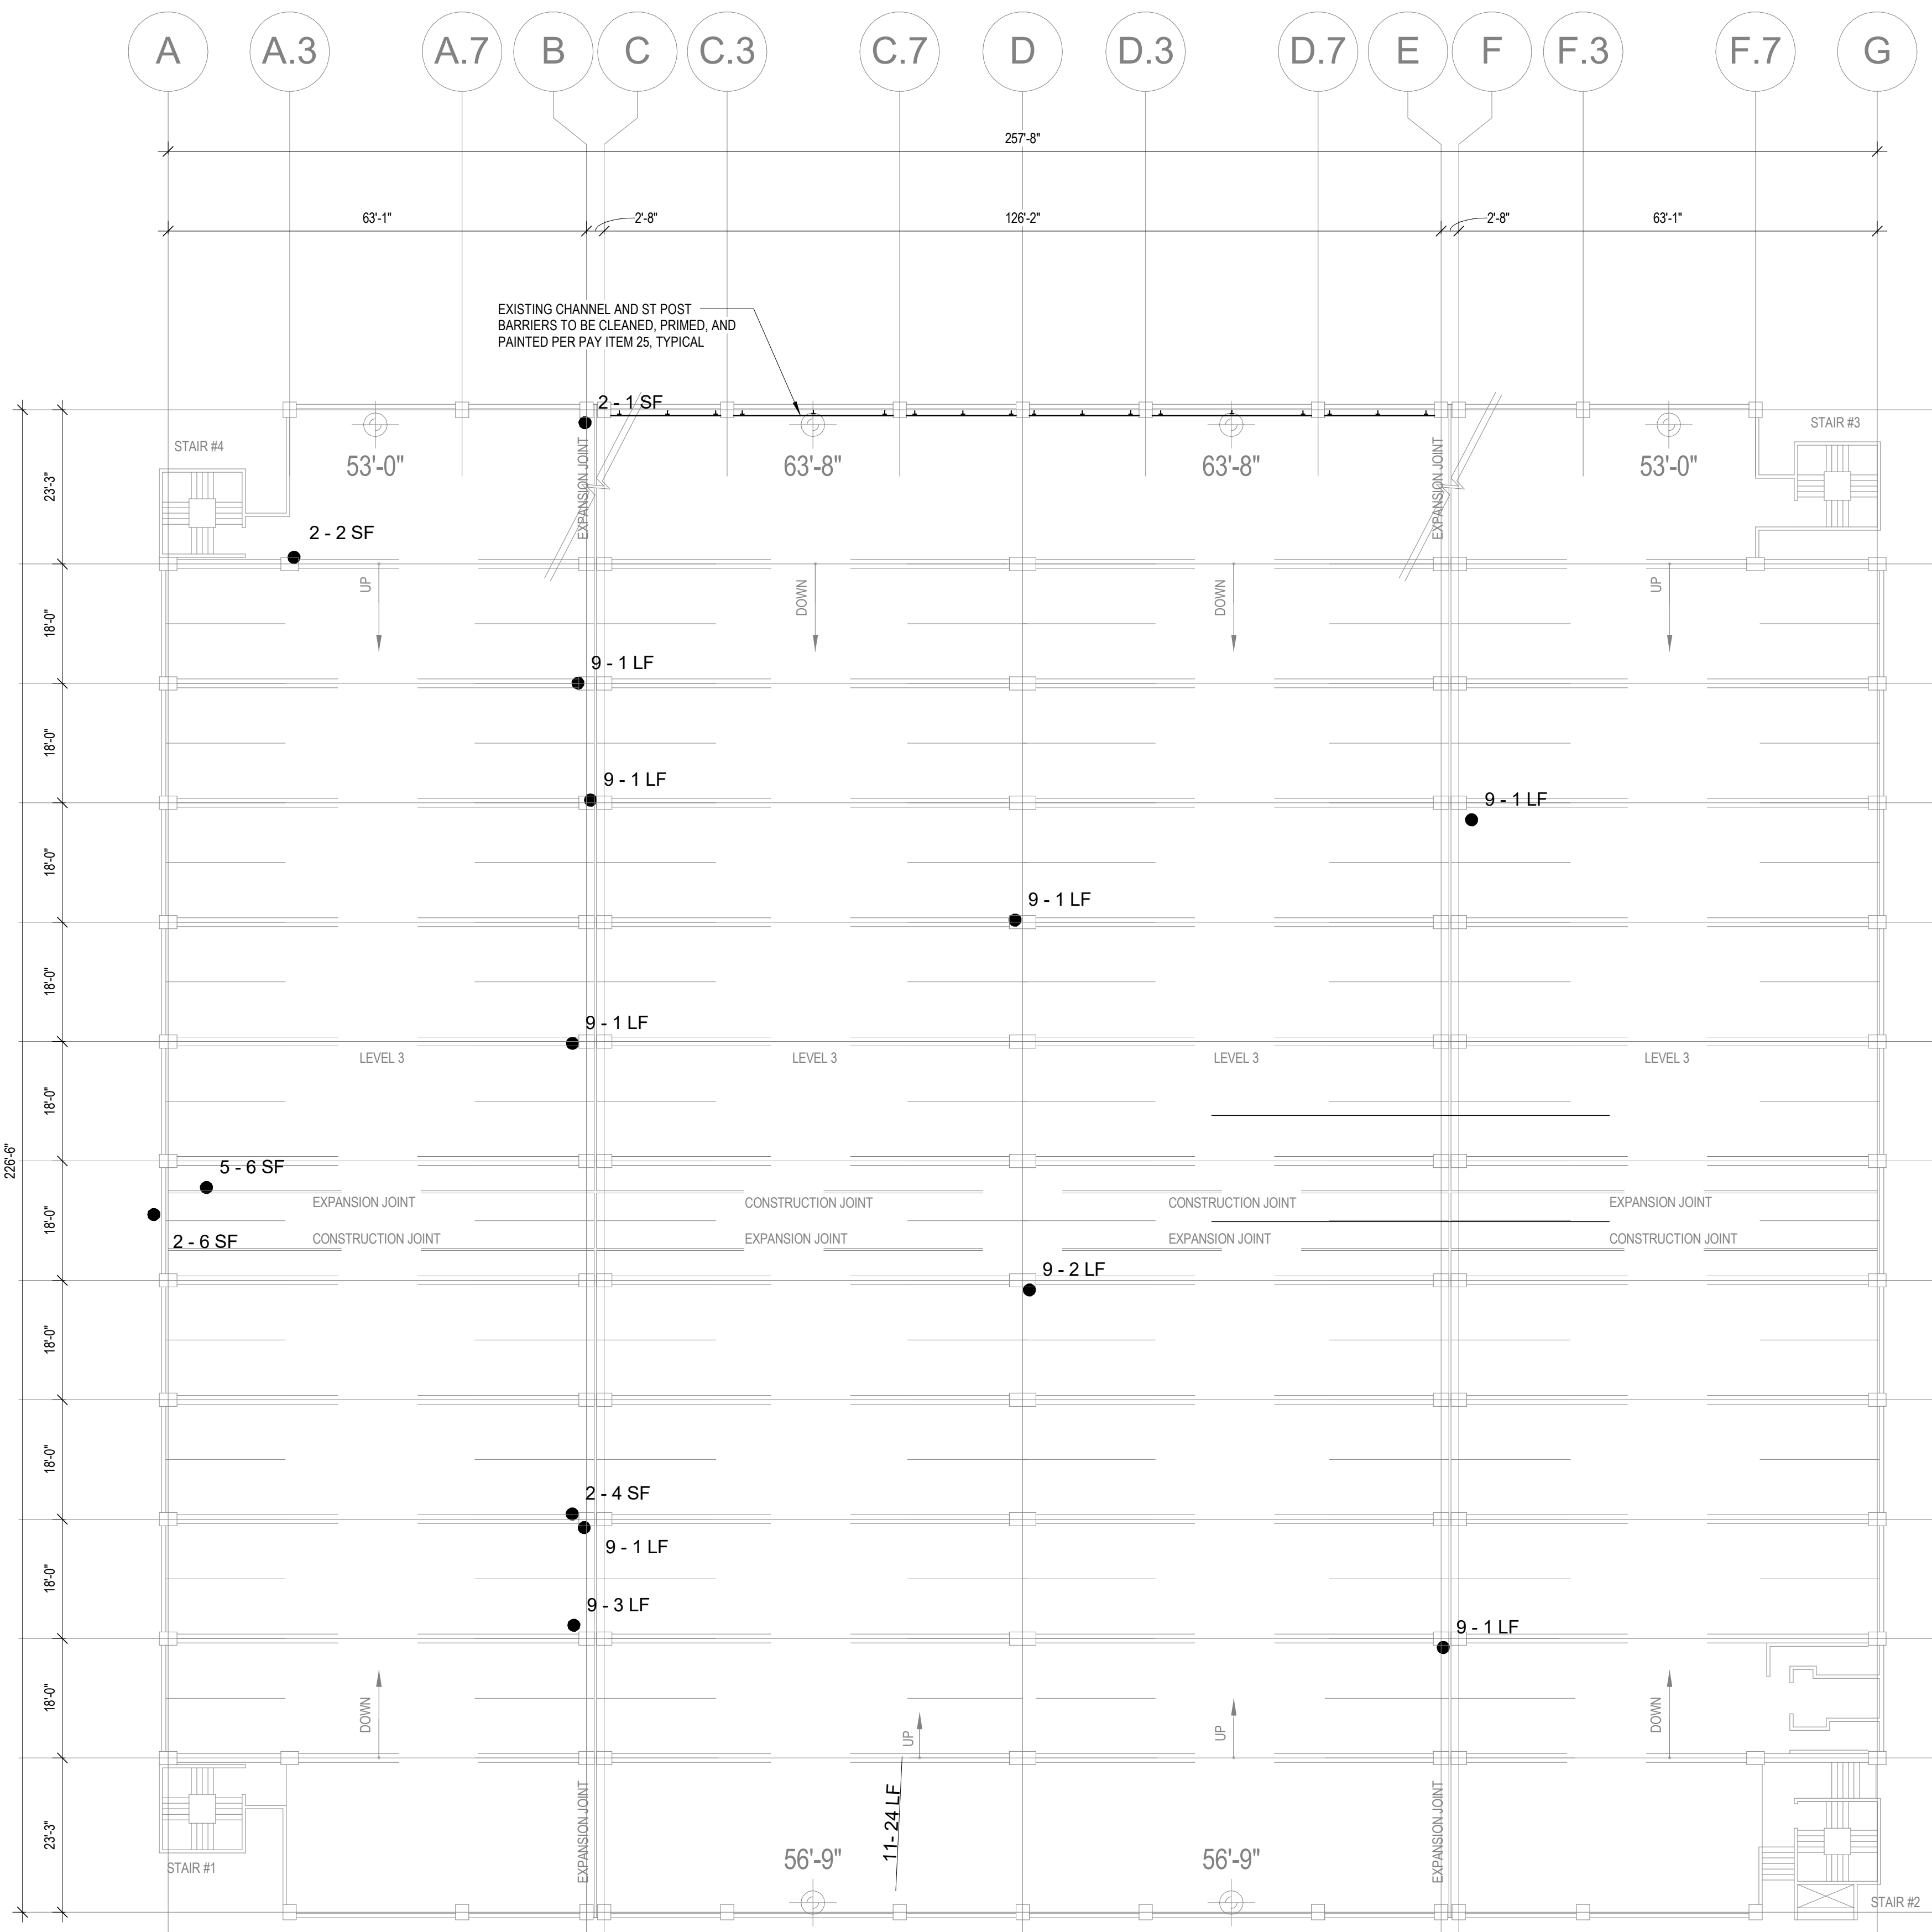 A A.3 A.7 B C C.3 C.7 D D.3 D.7 E F F.3 F.7 G
257'-8"
63'-1" 2'-8" 126'-2" 2'-8" 63'-1"
EXISTING CHANNEL AND ST POST
BARRIERS TO BE CLEANED, PRIMED, AND
PAINTED PER PAY ITEM 25, TYPICAL
2 - 1 SF
STAIR #4
STAIR #3
53'-0" 63'-8" 63'-8" 53'-0"
EXPANSION JOINT
EXPANSION JOINT
23'-3"
2 - 2 SF
UP
DOWN
DOWN
UP
18'-0"
9 - 1 LF
18'-0"
9 - 1 LF
9 - 1 LF
18'-0"
9 - 1 LF
18'-0"
9 - 1 LF
LEVEL 3 LEVEL 3 LEVEL 3 LEVEL 3
18'-0"
226'-6"
5 - 6 SF
EXPANSION JOINT CONSTRUCTION JOINT CONSTRUCTION JOINT EXPANSION JOINT
18'-0"
2 - 6 SF
CONSTRUCTION JOINT EXPANSION JOINT EXPANSION JOINT CONSTRUCTION JOINT
9 - 2 LF
18'-0"
18'-0"
2 - 4 SF
9 - 1 LF
18'-0"
9 - 3 LF
9 - 1 LF
18'-0"
DOWN
UP
UP
DOWN
EXPANSION JOINT
EXPANSION JOINT
11- 24 LF
23'-3"
56'-9" 56'-9"
STAIR #1
STAIR #2